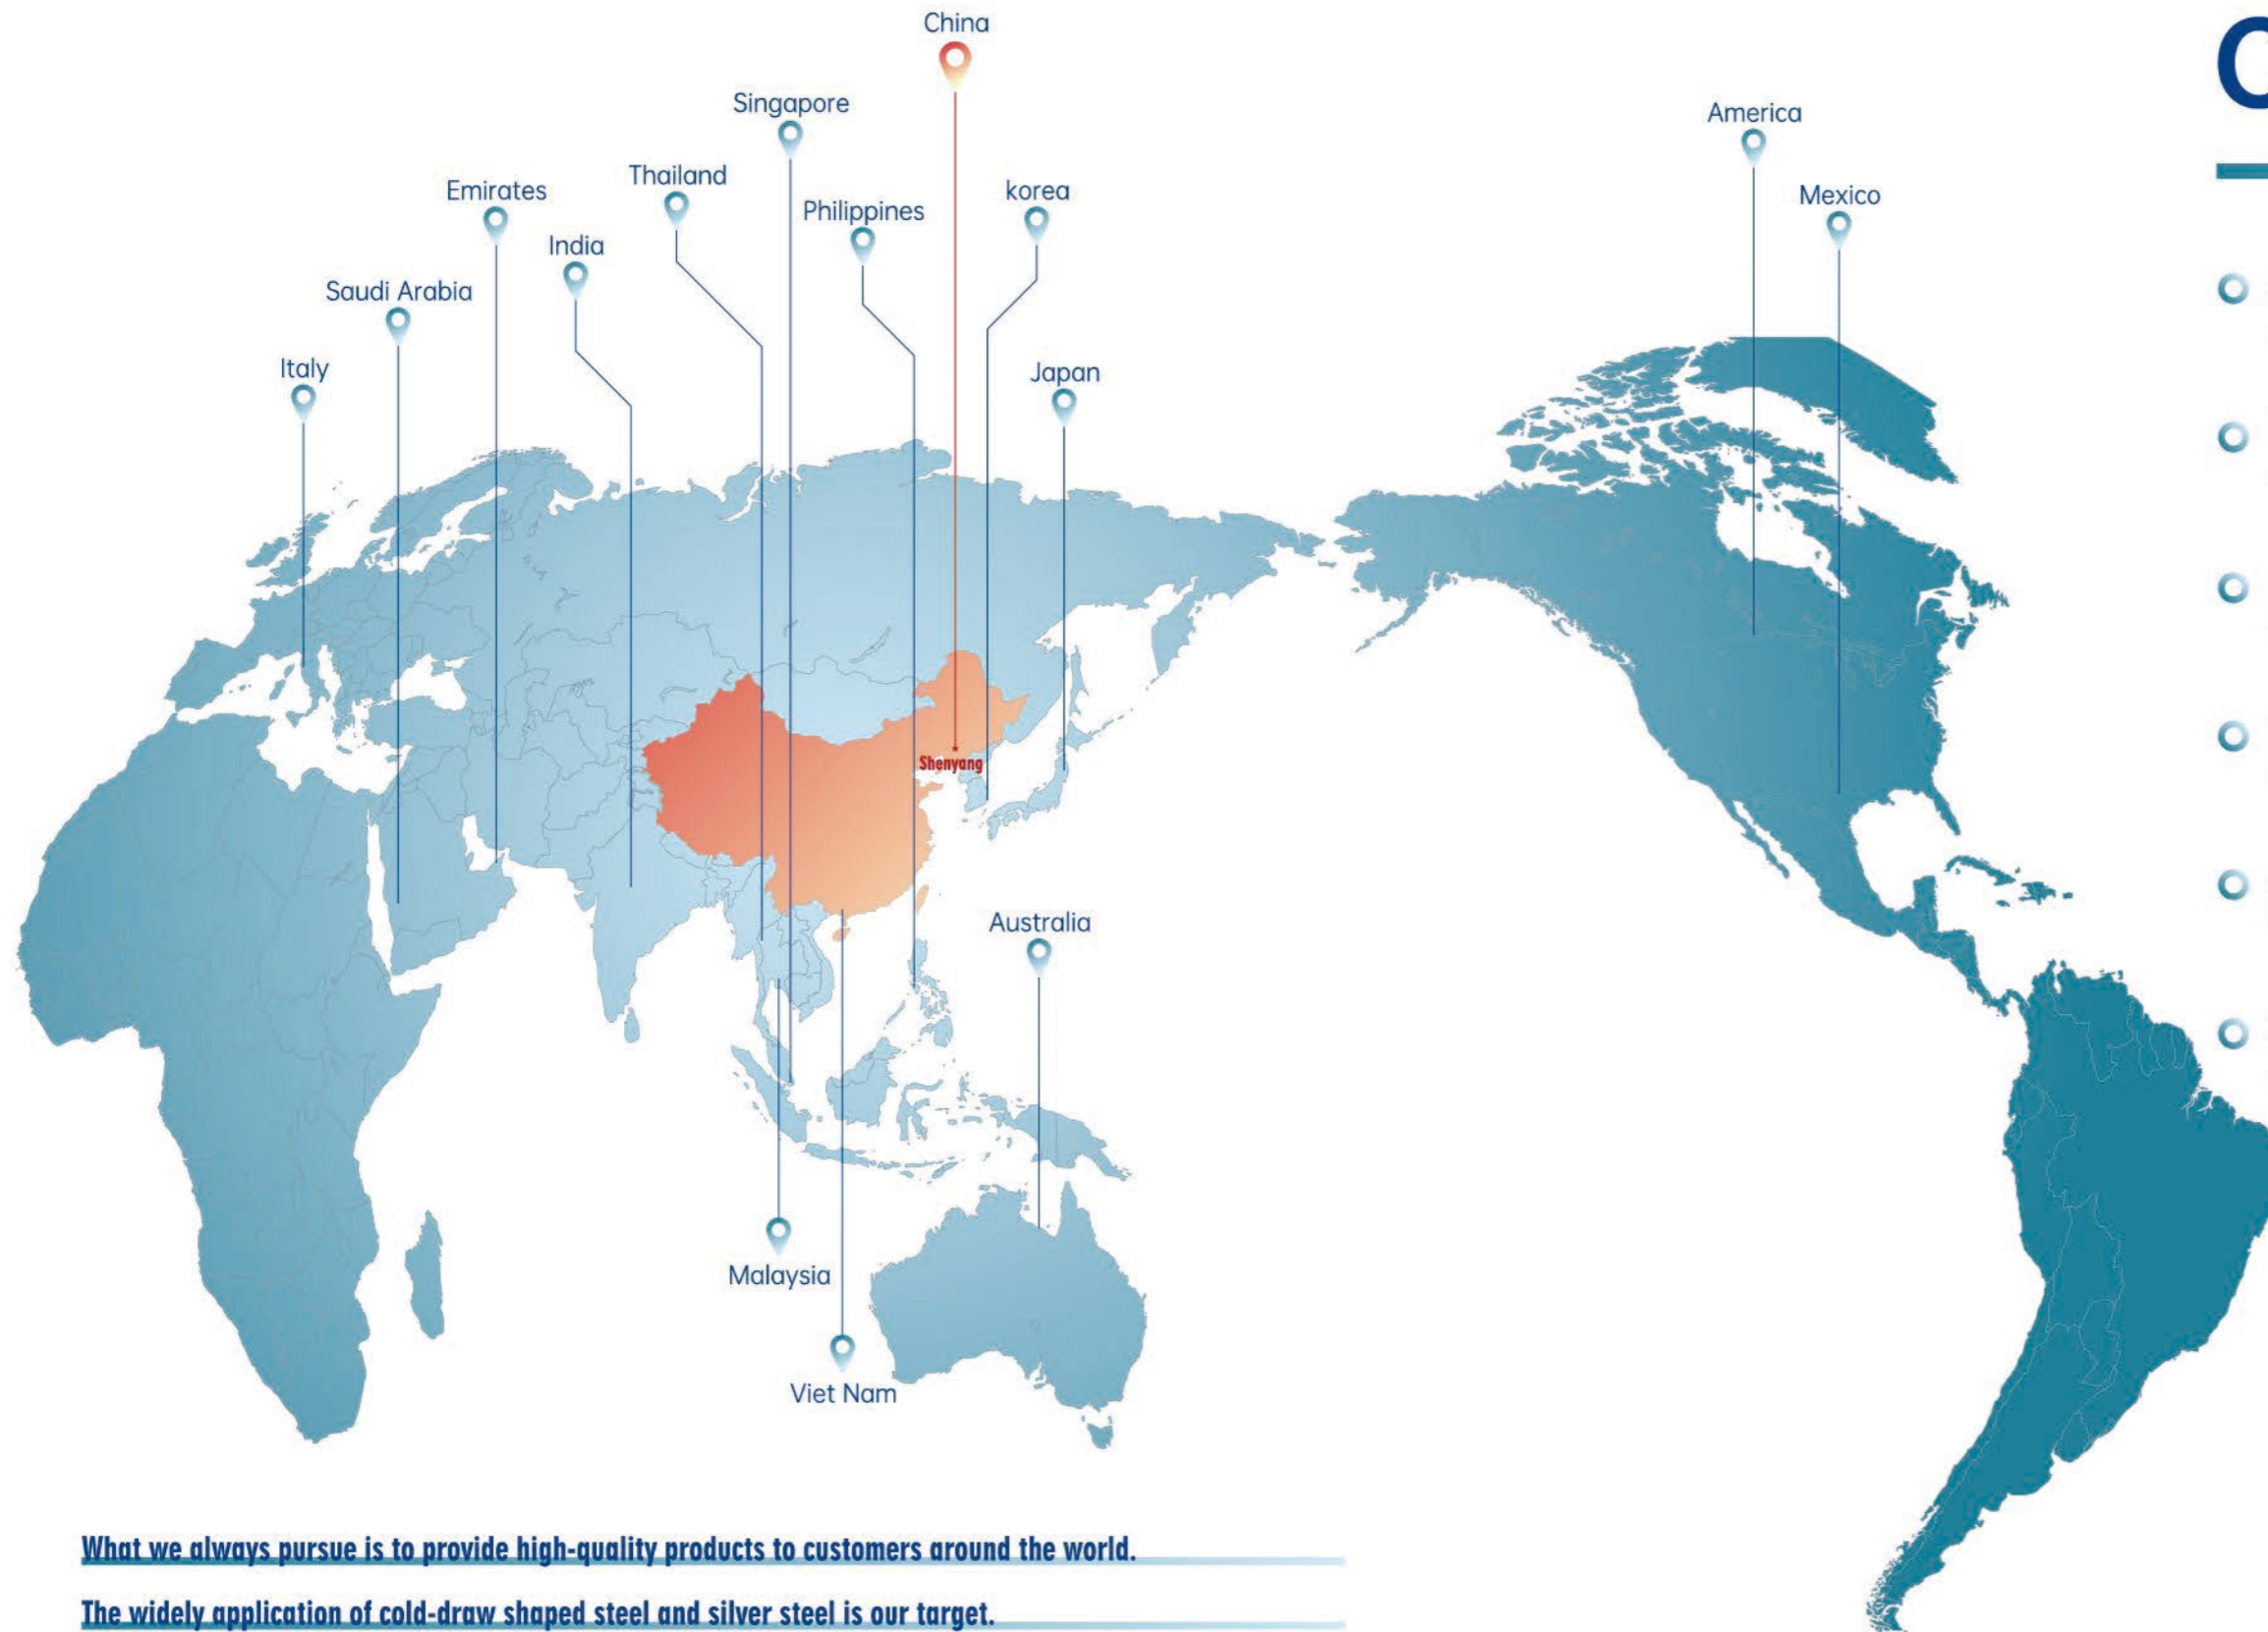 China
Singapore
America
Thailand
Emirates
korea
Mexico
Philippines
India
Saudi Arabia
Italy
Japan
Shenyang
Australia
Malaysia
Viet Nam
What we always pursue is to provide high-quality products to customers around the world.
The widely application of cold-draw shaped steel and silver steel is our target.